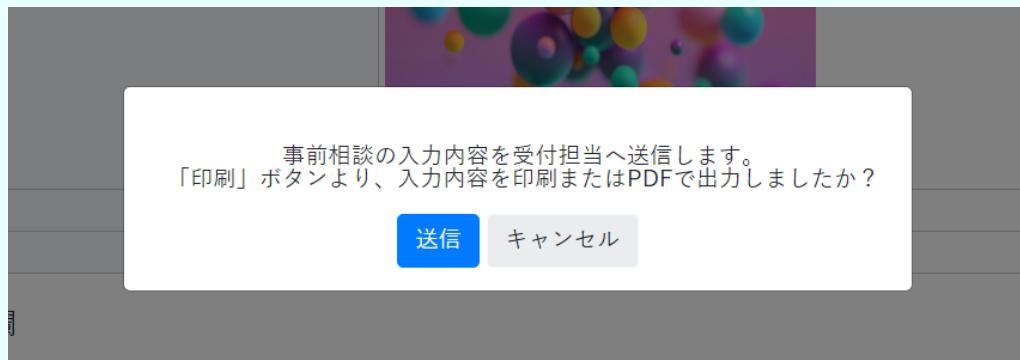 事前相談の入力内容を受付担当へ送信します。
「印刷」ボタンより、入力内容を印刷またはPDFで出力しましたか？
送信
キャンセル